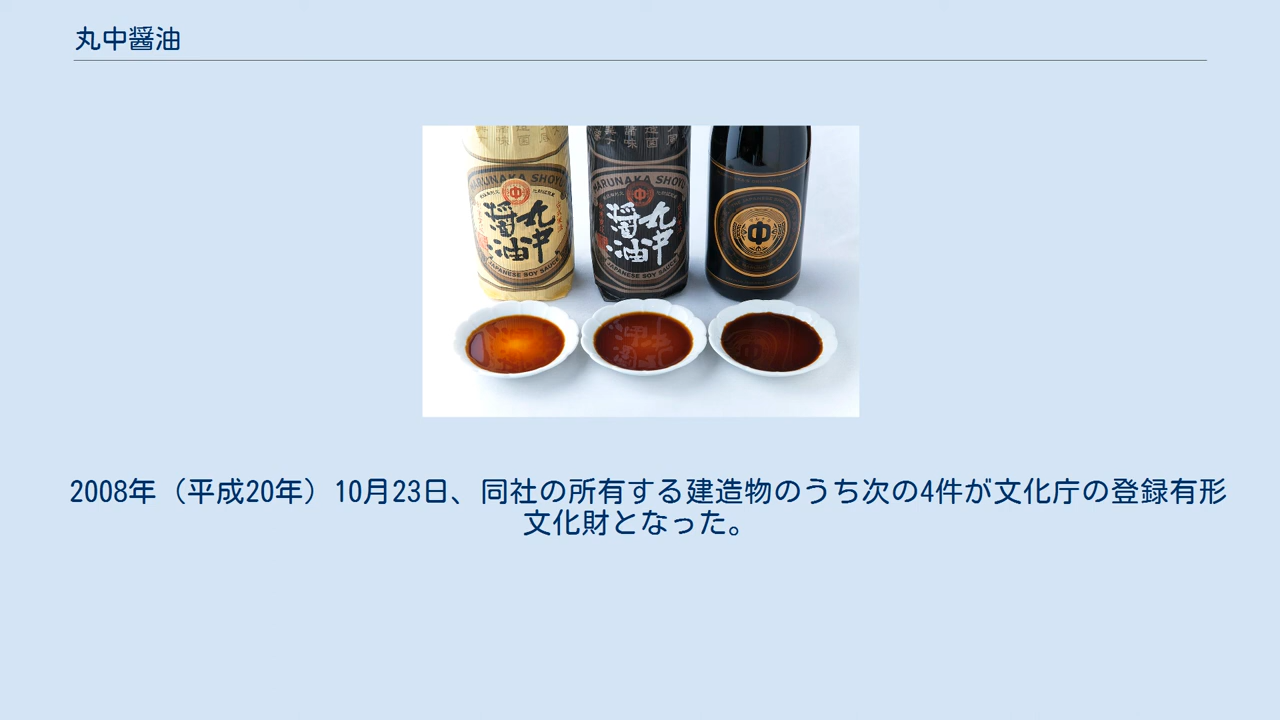 丸中醤油
MARUNAKA SHOYU
丸中
醤油
JAPANESE SOY SAUCE
MARUNAKA SHOYU
丸中
醤油
JAPANESE SOY SAUCE
中
2008年（平成20年）10月23日、同社の所有する建造物のうち次の4件が文化庁の登録有形
文化財となった。